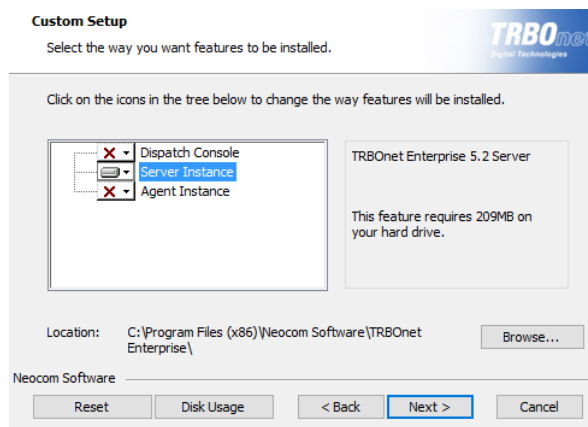 Custom Setup
Select the way you want features to be installed.
TRBOnet
Digital Technologies
Click on the icons in the tree below to change the way features will be installed.
Dispatch Console
Server Instance
Agent Instance
TRBOnet Enterprise 5.2 Server
This feature requires 209MB on
your hard drive.
Location: C:\Program Files (x86)\Neocom Software\TRBOnet
Enterprise\
Browse...
Neocom Software
Reset Disk Usage < Back Next > Cancel